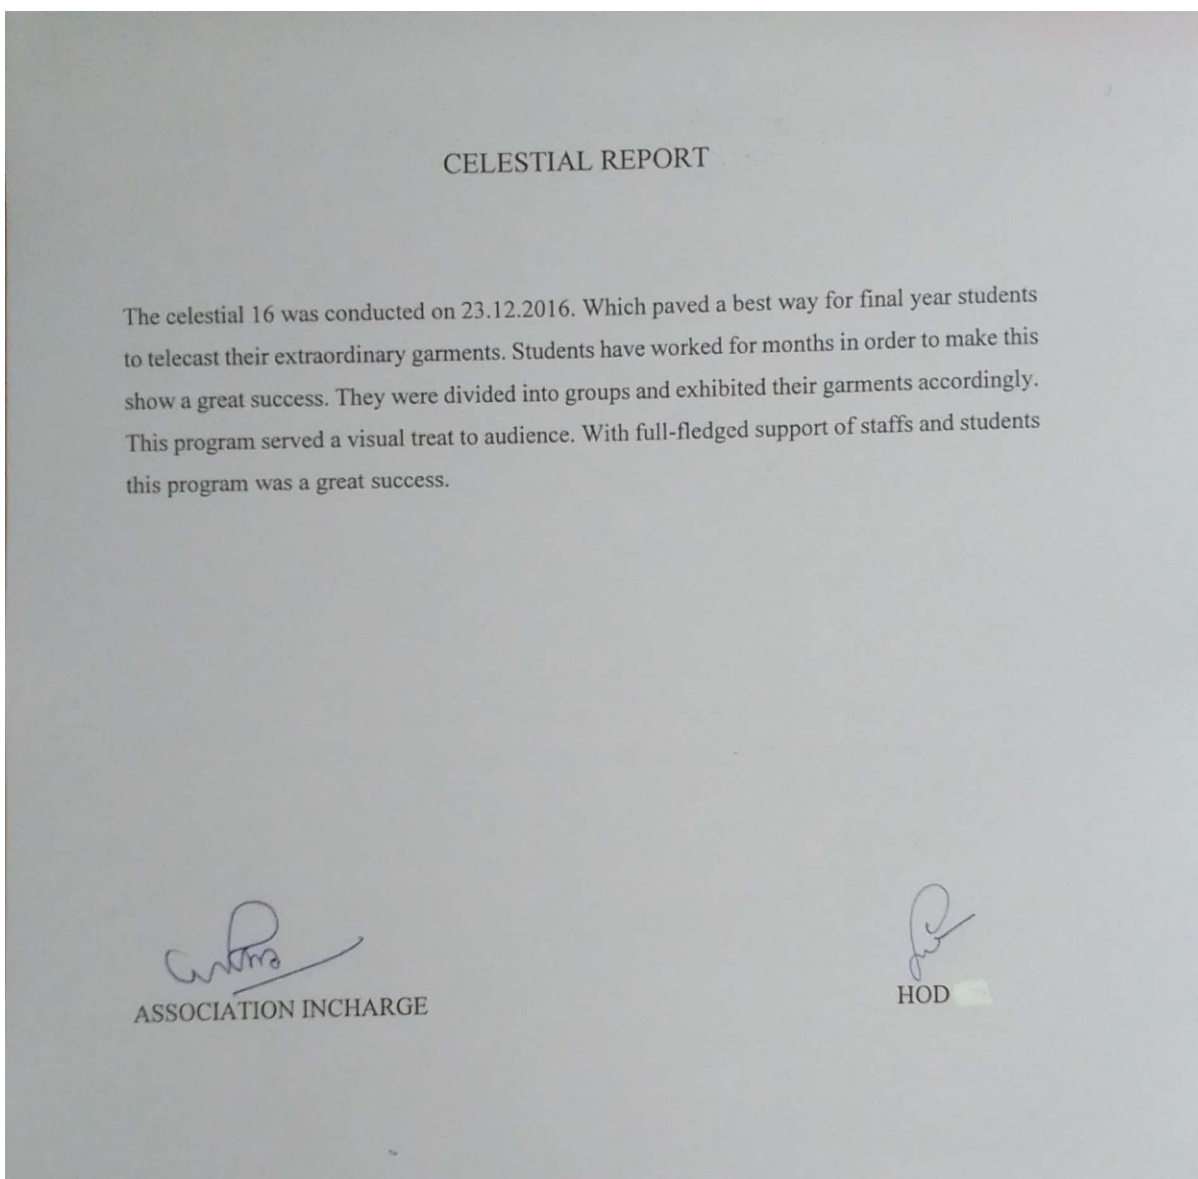 CELESTIAL REPORT
The celestial 16 was conducted on 23.12.2016. Which paved a best way for final year students
to telecast their extraordinary garments. Students have worked for months in order to make this
show a great success. They were divided into groups and exhibited their garments accordingly.
This program served a visual treat to audience. With full-fledged support of staffs and students
this program was a great success.
ASSOCIATION INCHARGE
HOD